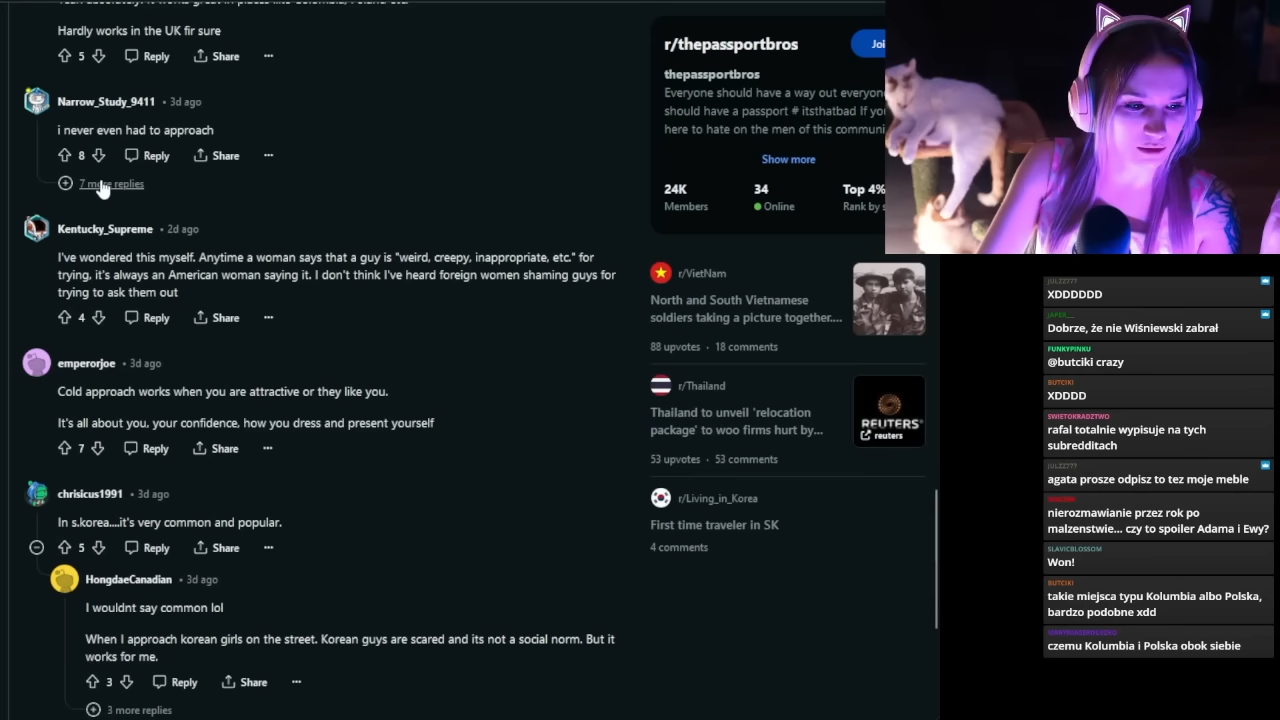 Hardly works in the UK fir sure
5 Reply Share
Narrow_Study_9411 • 3d ago
i never even had to approach
8 Reply Share
7 more replies
Kentucky_Supreme • 2d ago
I've wondered this myself. Anytime a woman says that a guy is "weird, creepy, inappropriate, etc." for
trying, it's always an American woman saying it. I don't think I've heard foreign women shaming guys for
trying to ask them out
4 Reply Share
emperorjoe • 3d ago
Cold approach works when you are attractive or they like you.
It's all about you, your confidence, how you dress and present yourself
7 Reply Share
chrisicus1991 • 3d ago
In s.korea....it's very common and popular.
5 Reply Share
HongdaeCanadian • 3d ago
I wouldnt say common lol
When I approach korean girls on the street. Korean guys are scared and its not a social norm. But it
works for me.
3 Reply Share
3 more replies
r/thepassportbros
Joi
thepassportbros
Everyone should have a way out everyon
should have a passport # itsthatbad If you
here to hate on the men of this communi
Show more
24K 34 Top 4%
Members Online Rank by s
r/VietNam
North and South Vietnamese
soldiers taking a picture together....
88 upvotes · 18 comments
r/Thailand
Thailand to unveil 'relocation
package' to woo firms hurt by...
REUTERS
reuters
53 upvotes · 53 comments
r/Living_in_Korea
First time traveler in SK
4 comments
JULZZ777
XDDDDDD
JAPER__
Dobrze, że nie Wiśniewski zabrał
FUNKYPINKU
@butciki crazy
BUTCIKI
XDDDD
SWIETOKRADZTWO
rafal totalnie wypisuje na tych
subredditach
JULZZ777
agata prosze odpisz to tez moje meble
nierozmawianie przez rok po
malzenstwie... czy to spoiler Adama i Ewy?
SLAVICBLOSSOM
Won!
BUTCIKI
takie miejsca typu Kolumbia albo Polska,
bardzo podobne xdd
czemu Kolumbia i Polska obok siebie